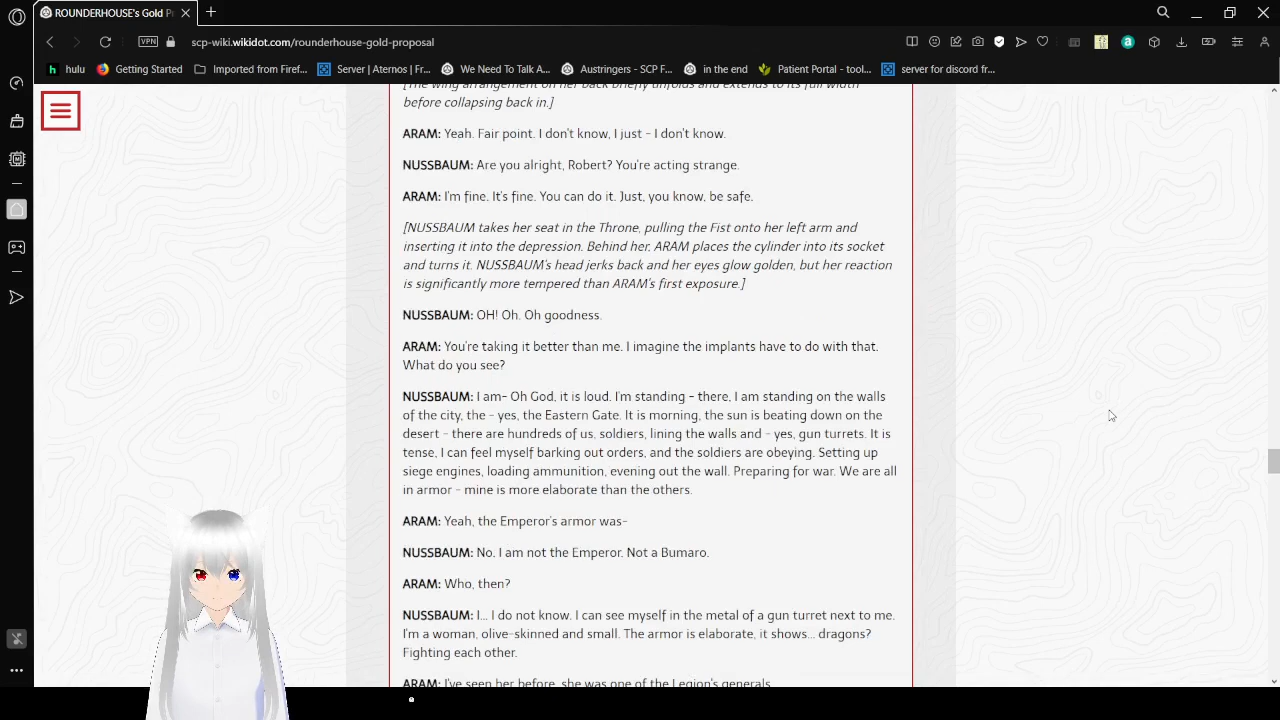 ROUNDERHOUSE's Gold P
VPN
scp-wiki.wikidot.com/rounderhouse-gold-proposal
h hulu Getting Started Imported from Firef... Server | Aternos | Fr... We Need To Talk A... Austringers - SCP F... in the end Patient Portal - tool... server for discord fr...
[The wing arrangement on her back briefly unfolds and extends to its full width
before collapsing back in.]
ARAM: Yeah. Fair point. I don't know, I just - I don't know.
NUSSBAUM: Are you alright, Robert? You're acting strange.
ARAM: I'm fine. It's fine. You can do it. Just, you know, be safe.
[NUSSBAUM takes her seat in the Throne, pulling the Fist onto her left arm and
inserting it into the depression. Behind her, ARAM places the cylinder into its socket
and turns it. NUSSBAUM's head jerks back and her eyes glow golden, but her reaction
is significantly more tempered than ARAM's first exposure.]
NUSSBAUM: OH! Oh. Oh goodness.
ARAM: You're taking it better than me. I imagine the implants have to do with that.
What do you see?
NUSSBAUM: I am- Oh God, it is loud. I'm standing - there, I am standing on the walls
of the city, the - yes, the Eastern Gate. It is morning, the sun is beating down on the
desert - there are hundreds of us, soldiers, lining the walls and - yes, gun turrets. It is
tense, I can feel myself barking out orders, and the soldiers are obeying. Setting up
siege engines, loading ammunition, evening out the wall. Preparing for war. We are all
in armor - mine is more elaborate than the others.
ARAM: Yeah, the Emperor's armor was-
NUSSBAUM: No. I am not the Emperor. Not a Bumaro.
ARAM: Who, then?
NUSSBAUM: I... I do not know. I can see myself in the metal of a gun turret next to me.
I'm a woman, olive-skinned and small. The armor is elaborate, it shows... dragons?
Fighting each other.
ARAM: I've seen her before, she was one of the Legion's generals.